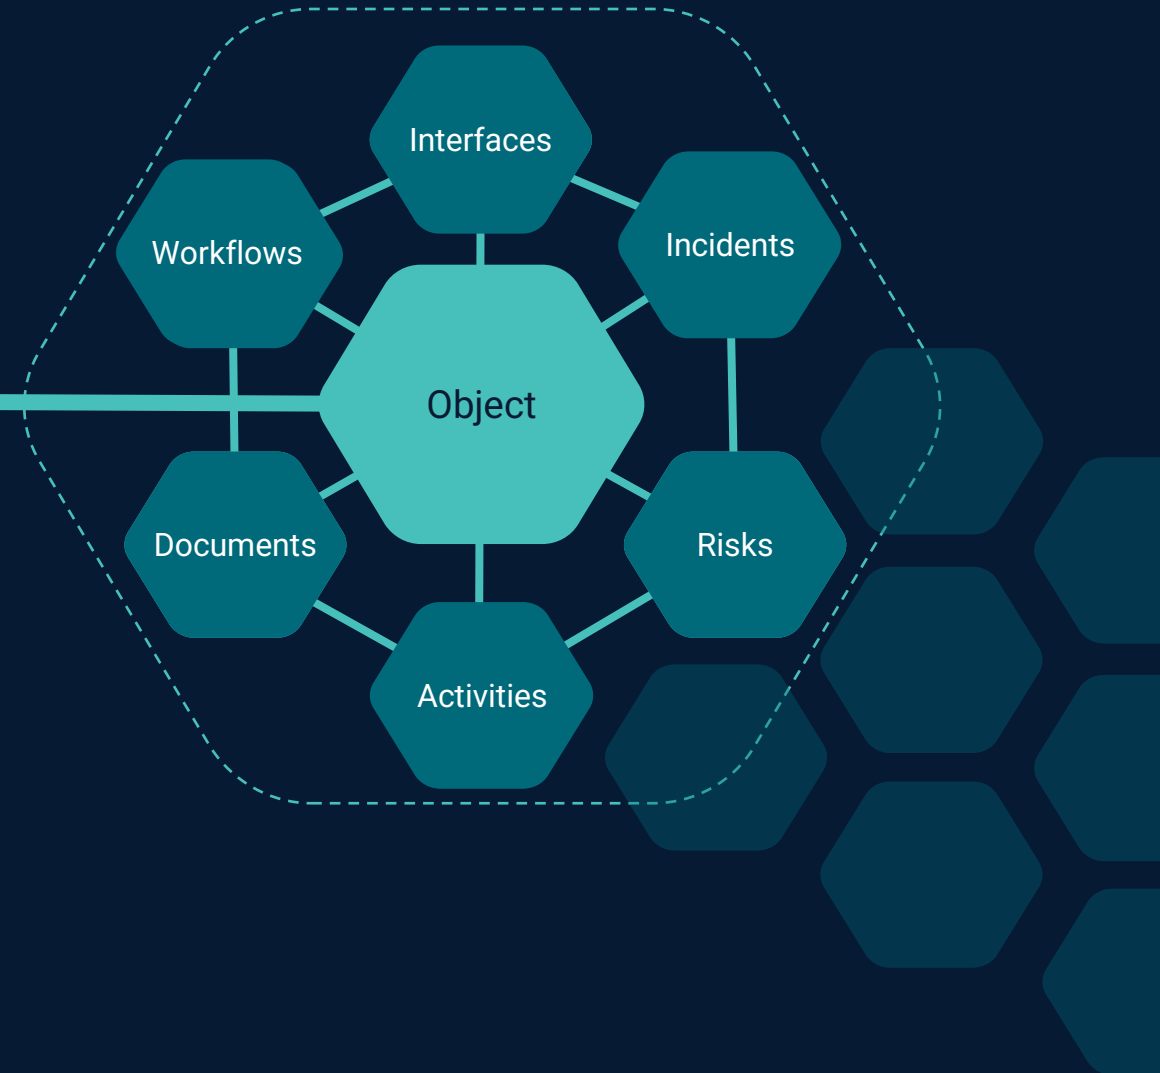 Interfaces
Workflows
Incidents
Object
Documents
Risks
Activities